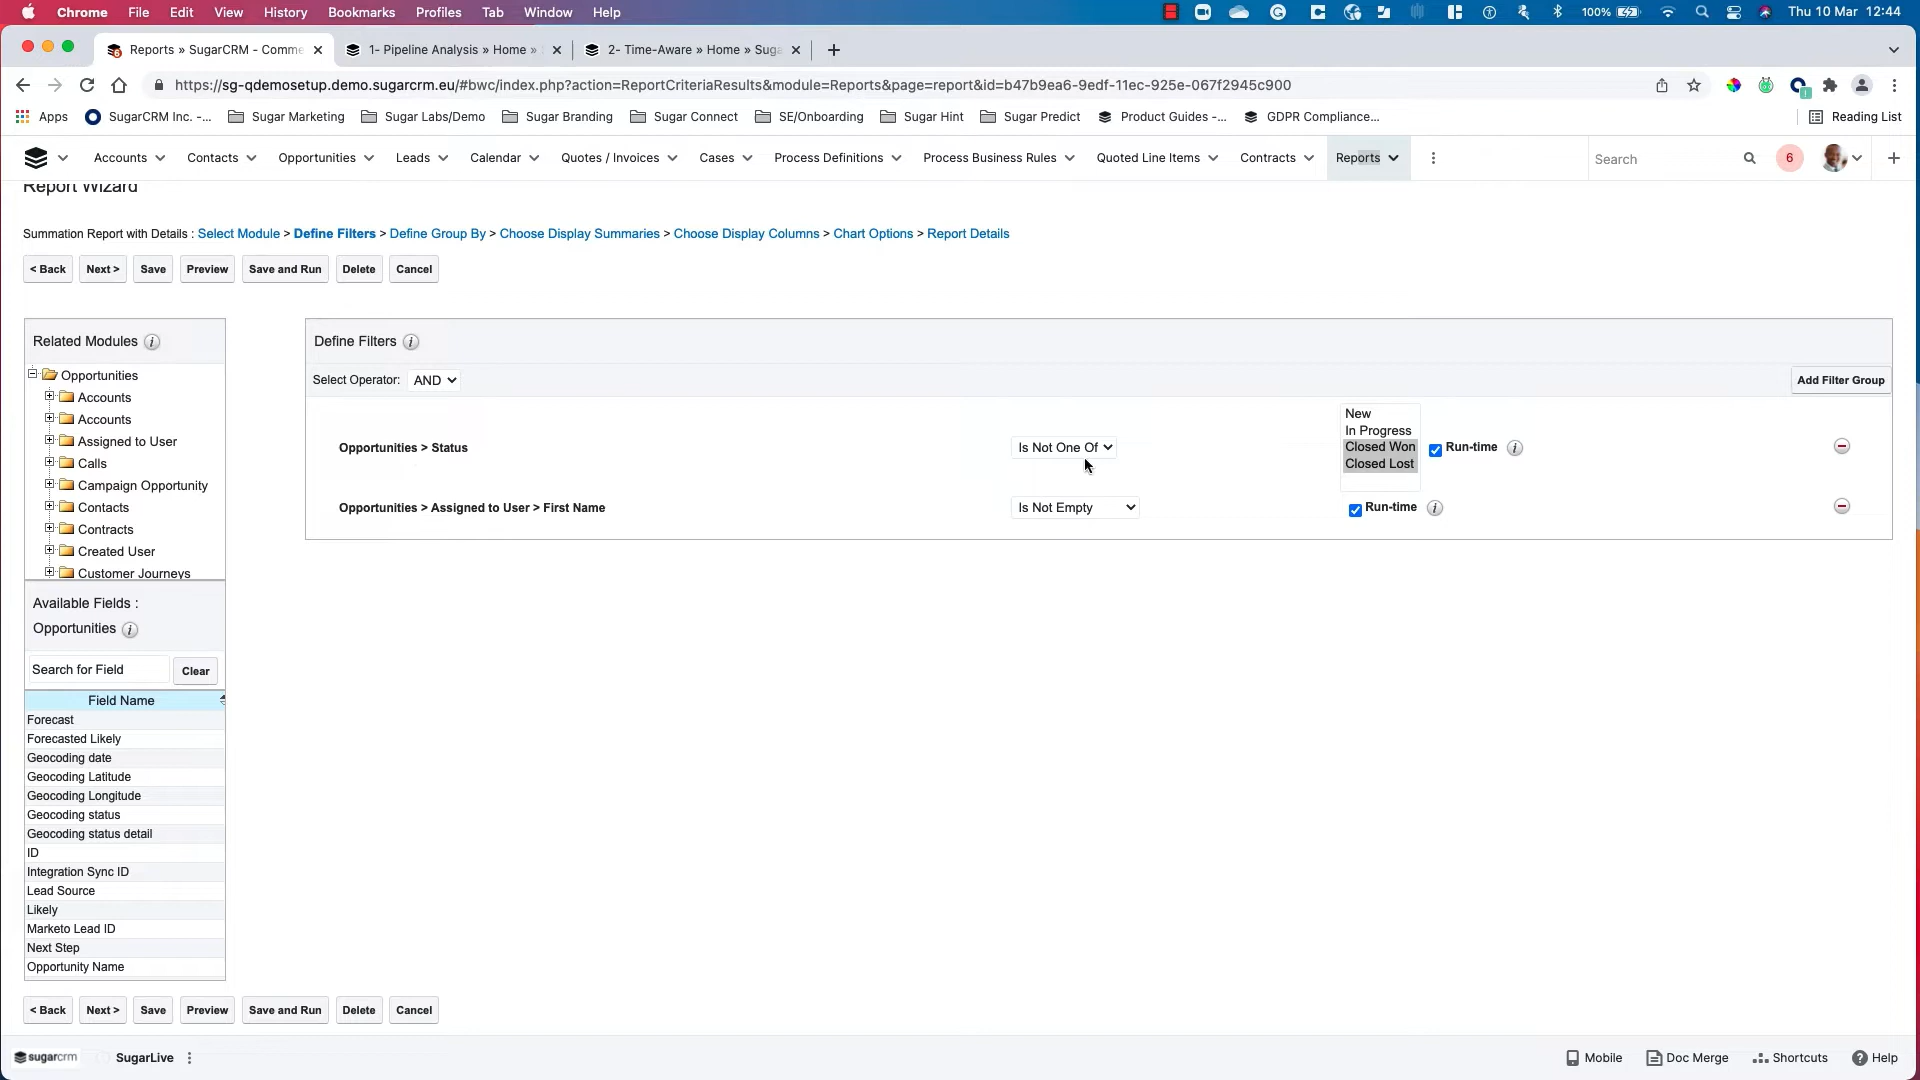 Chrome File Edit View History Bookmarks Profiles Tab Window Help 100% Thu 10 Mar 12:44
Reports » SugarCRM - Comme 1- Pipeline Analysis » Home » 2- Time-Aware » Home » Suga
https://sg-qdemosetup.demo.sugarcrm.eu/#bwc/index.php?action=ReportCriteriaResults&module=Reports&page=report&id=b47b9ea6-9edf-11ec-925e-067f2945c900
Apps SugarCRM Inc. -... Sugar Marketing Sugar Labs/Demo Sugar Branding Sugar Connect SE/Onboarding Sugar Hint Sugar Predict Product Guides -... GDPR Compliance... Reading List
Accounts Contacts Opportunities Leads Calendar Quotes / Invoices Cases Process Definitions Process Business Rules Quoted Line Items Contracts Reports Search 6
Report Wizard
Summation Report with Details : Select Module > Define Filters > Define Group By > Choose Display Summaries > Choose Display Columns > Chart Options > Report Details
< Back Next > Save Preview Save and Run Delete Cancel
Related Modules
Opportunities
Accounts
Accounts
Assigned to User
Calls
Campaign Opportunity
Contacts
Contracts
Created User
Customer Journeys
Available Fields :
Opportunities
Search for Field Clear
Field Name
Forecast
Forecasted Likely
Geocoding date
Geocoding Latitude
Geocoding Longitude
Geocoding status
Geocoding status detail
ID
Integration Sync ID
Lead Source
Likely
Marketo Lead ID
Next Step
Opportunity Name
Define Filters
Select Operator: AND Add Filter Group
Opportunities > Status Is Not One Of
New
In Progress
Closed Won
Closed Lost
Run-time
Opportunities > Assigned to User > First Name Is Not Empty Run-time
< Back Next > Save Preview Save and Run Delete Cancel
sugarcrm SugarLive Mobile Doc Merge Shortcuts Help